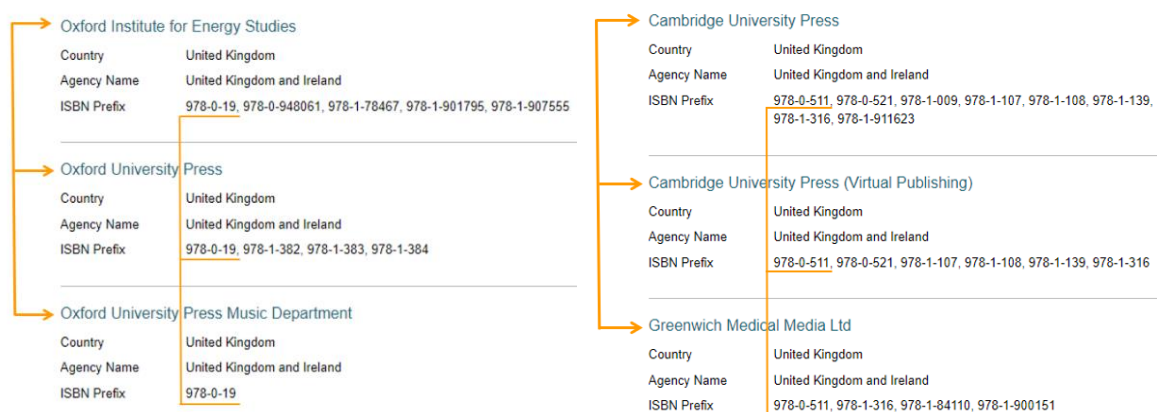 Oxford Institute for Energy Studies
Country United Kingdom
Agency Name United Kingdom and Ireland
ISBN Prefix 978-0-19, 978-0-948061, 978-1-78467, 978-1-901795, 978-1-907555
Oxford University Press
Country United Kingdom
Agency Name United Kingdom and Ireland
ISBN Prefix 978-0-19, 978-1-382, 978-1-383, 978-1-384
Oxford University Press Music Department
Country United Kingdom
Agency Name United Kingdom and Ireland
ISBN Prefix 978-0-19
Cambridge University Press
Country United Kingdom
Agency Name United Kingdom and Ireland
ISBN Prefix 978-0-511, 978-0-521, 978-1-009, 978-1-107, 978-1-108, 978-1-139,
978-1-316, 978-1-911623
Cambridge University Press (Virtual Publishing)
Country United Kingdom
Agency Name United Kingdom and Ireland
ISBN Prefix 978-0-511, 978-0-521, 978-1-107, 978-1-108, 978-1-139, 978-1-316
Greenwich Medical Media Ltd
Country United Kingdom
Agency Name United Kingdom and Ireland
ISBN Prefix 978-0-511, 978-1-316, 978-1-84110, 978-1-900151